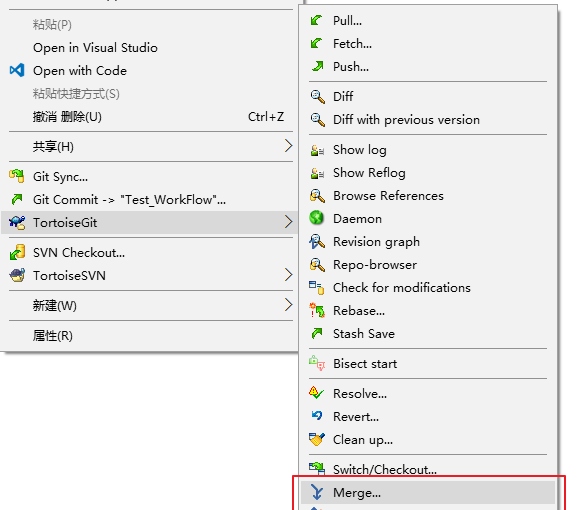 粘贴(P)
Open in Visual Studio
Open with Code
粘贴快捷方式(S)
撤消 删除(U) Ctrl+Z
共享(H)
Git Sync...
Git Commit -> "Test_WorkFlow"...
TortoiseGit
SVN Checkout...
TortoiseSVN
新建(W)
属性(R)
Pull...
Fetch...
Push...
Diff
Diff with previous version
Show log
Show Reflog
Browse References
Daemon
Revision graph
Repo-browser
Check for modifications
Rebase...
Stash Save
Bisect start
Resolve...
Revert...
Clean up...
Switch/Checkout...
Merge...